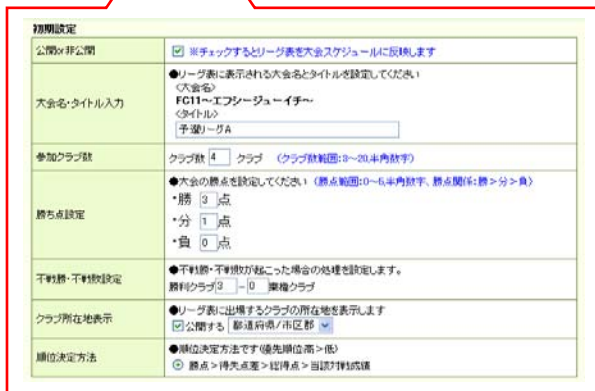 初期設定
公開or非公開
※チェックするとリーグ表を大会スケジュールに反映します
大会名・タイトル入力
●リーグ表に表示される大会名とタイトルを設定してください
<大会名>
FC11～エフシージューイチ～
<タイトル>
予選リーグA
参加クラブ数
クラブ数 4 クラブ (クラブ数範囲:3～20,半角数字)
勝ち点設定
●大会の勝点を設定してください (勝点範囲:0～6,半角数字、勝点関係:勝＞分＞負)
・勝 3 点
・分 1 点
・負 0 点
不戦勝・不戦敗設定
●不戦勝・不戦敗が起こった場合の処理を設定します。
勝利クラブ 3 － 0 棄権クラブ
クラブ所在地表示
●リーグ表に出場するクラブの所在地を表示します
公開する 都道府県/市区郡
順位決定方法
●順位決定方法です(優先順位:高＞低)
勝点＞得失点差＞総得点＞当該対戦成績